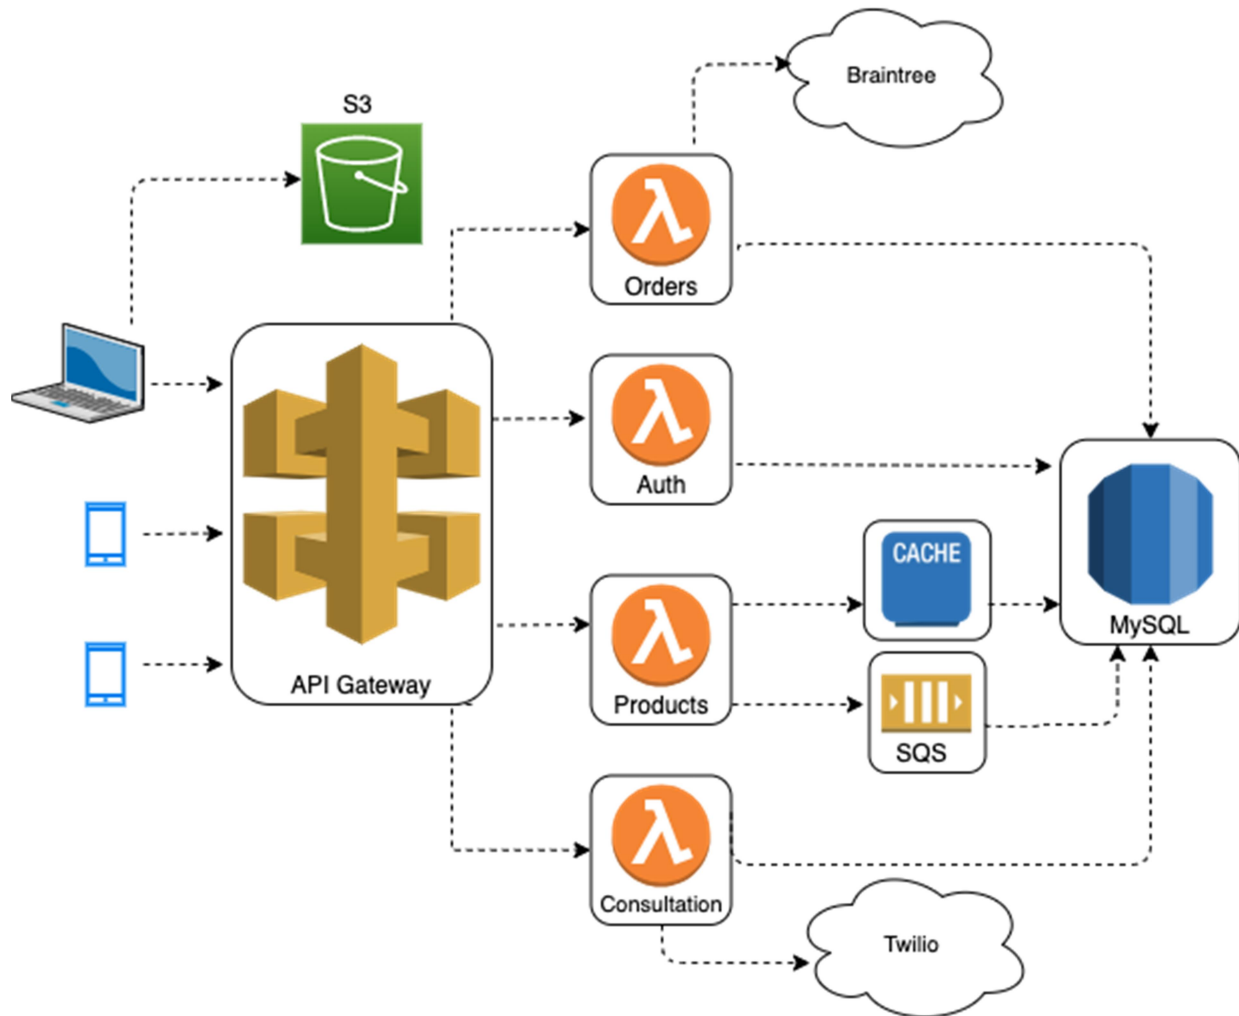 Braintree
S3
λ
Orders
λ
Auth
CACHE
MySQL
λ
Products
API Gateway
SQS
λ
Consultation
Twilio